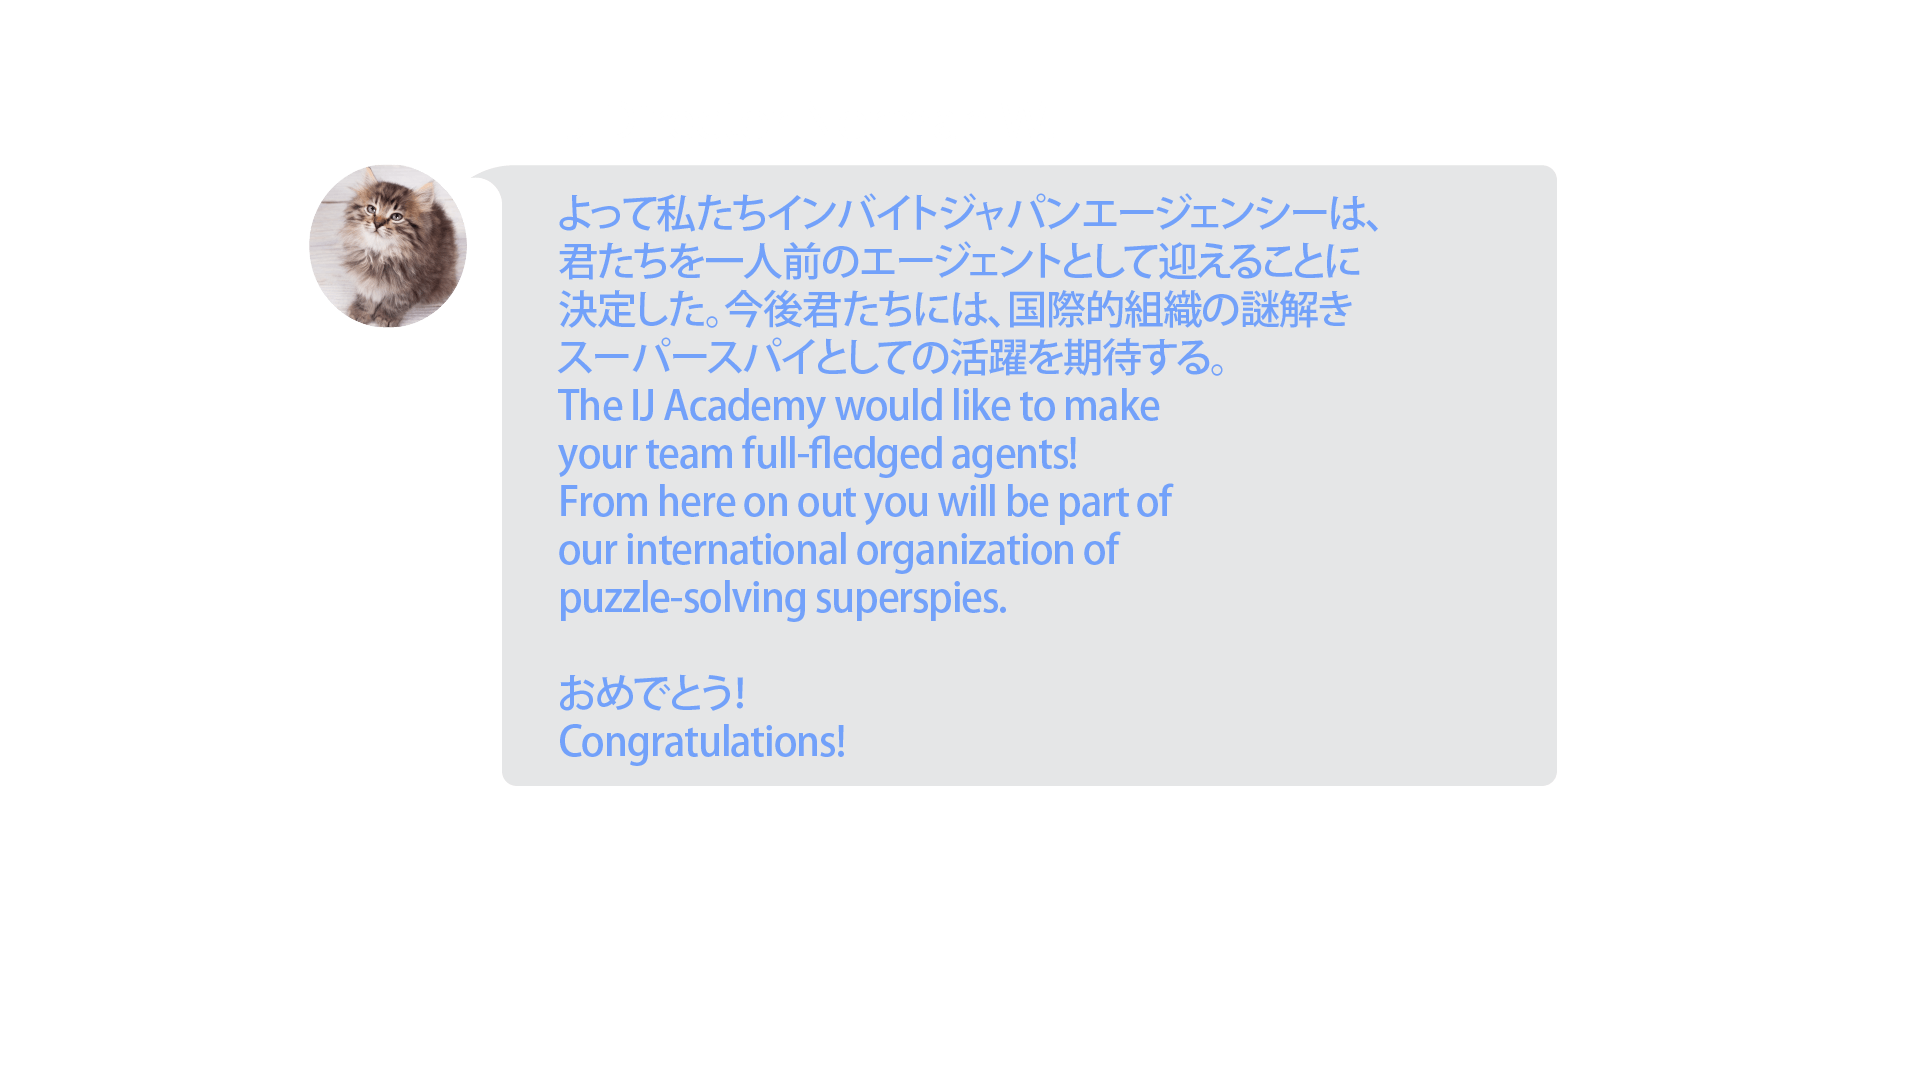 よって私たちインバイトジャパンエージェンシーは、
君たちを一人前のエージェントとして迎えることに
決定した。今後君たちには、国際的組織の謎解き
スーパースパイとしての活躍を期待する。
The IJ Academy would like to make
your team full-fledged agents!
From here on out you will be part of
our international organization of
puzzle-solving superspies.
おめでとう!
Congratulations!